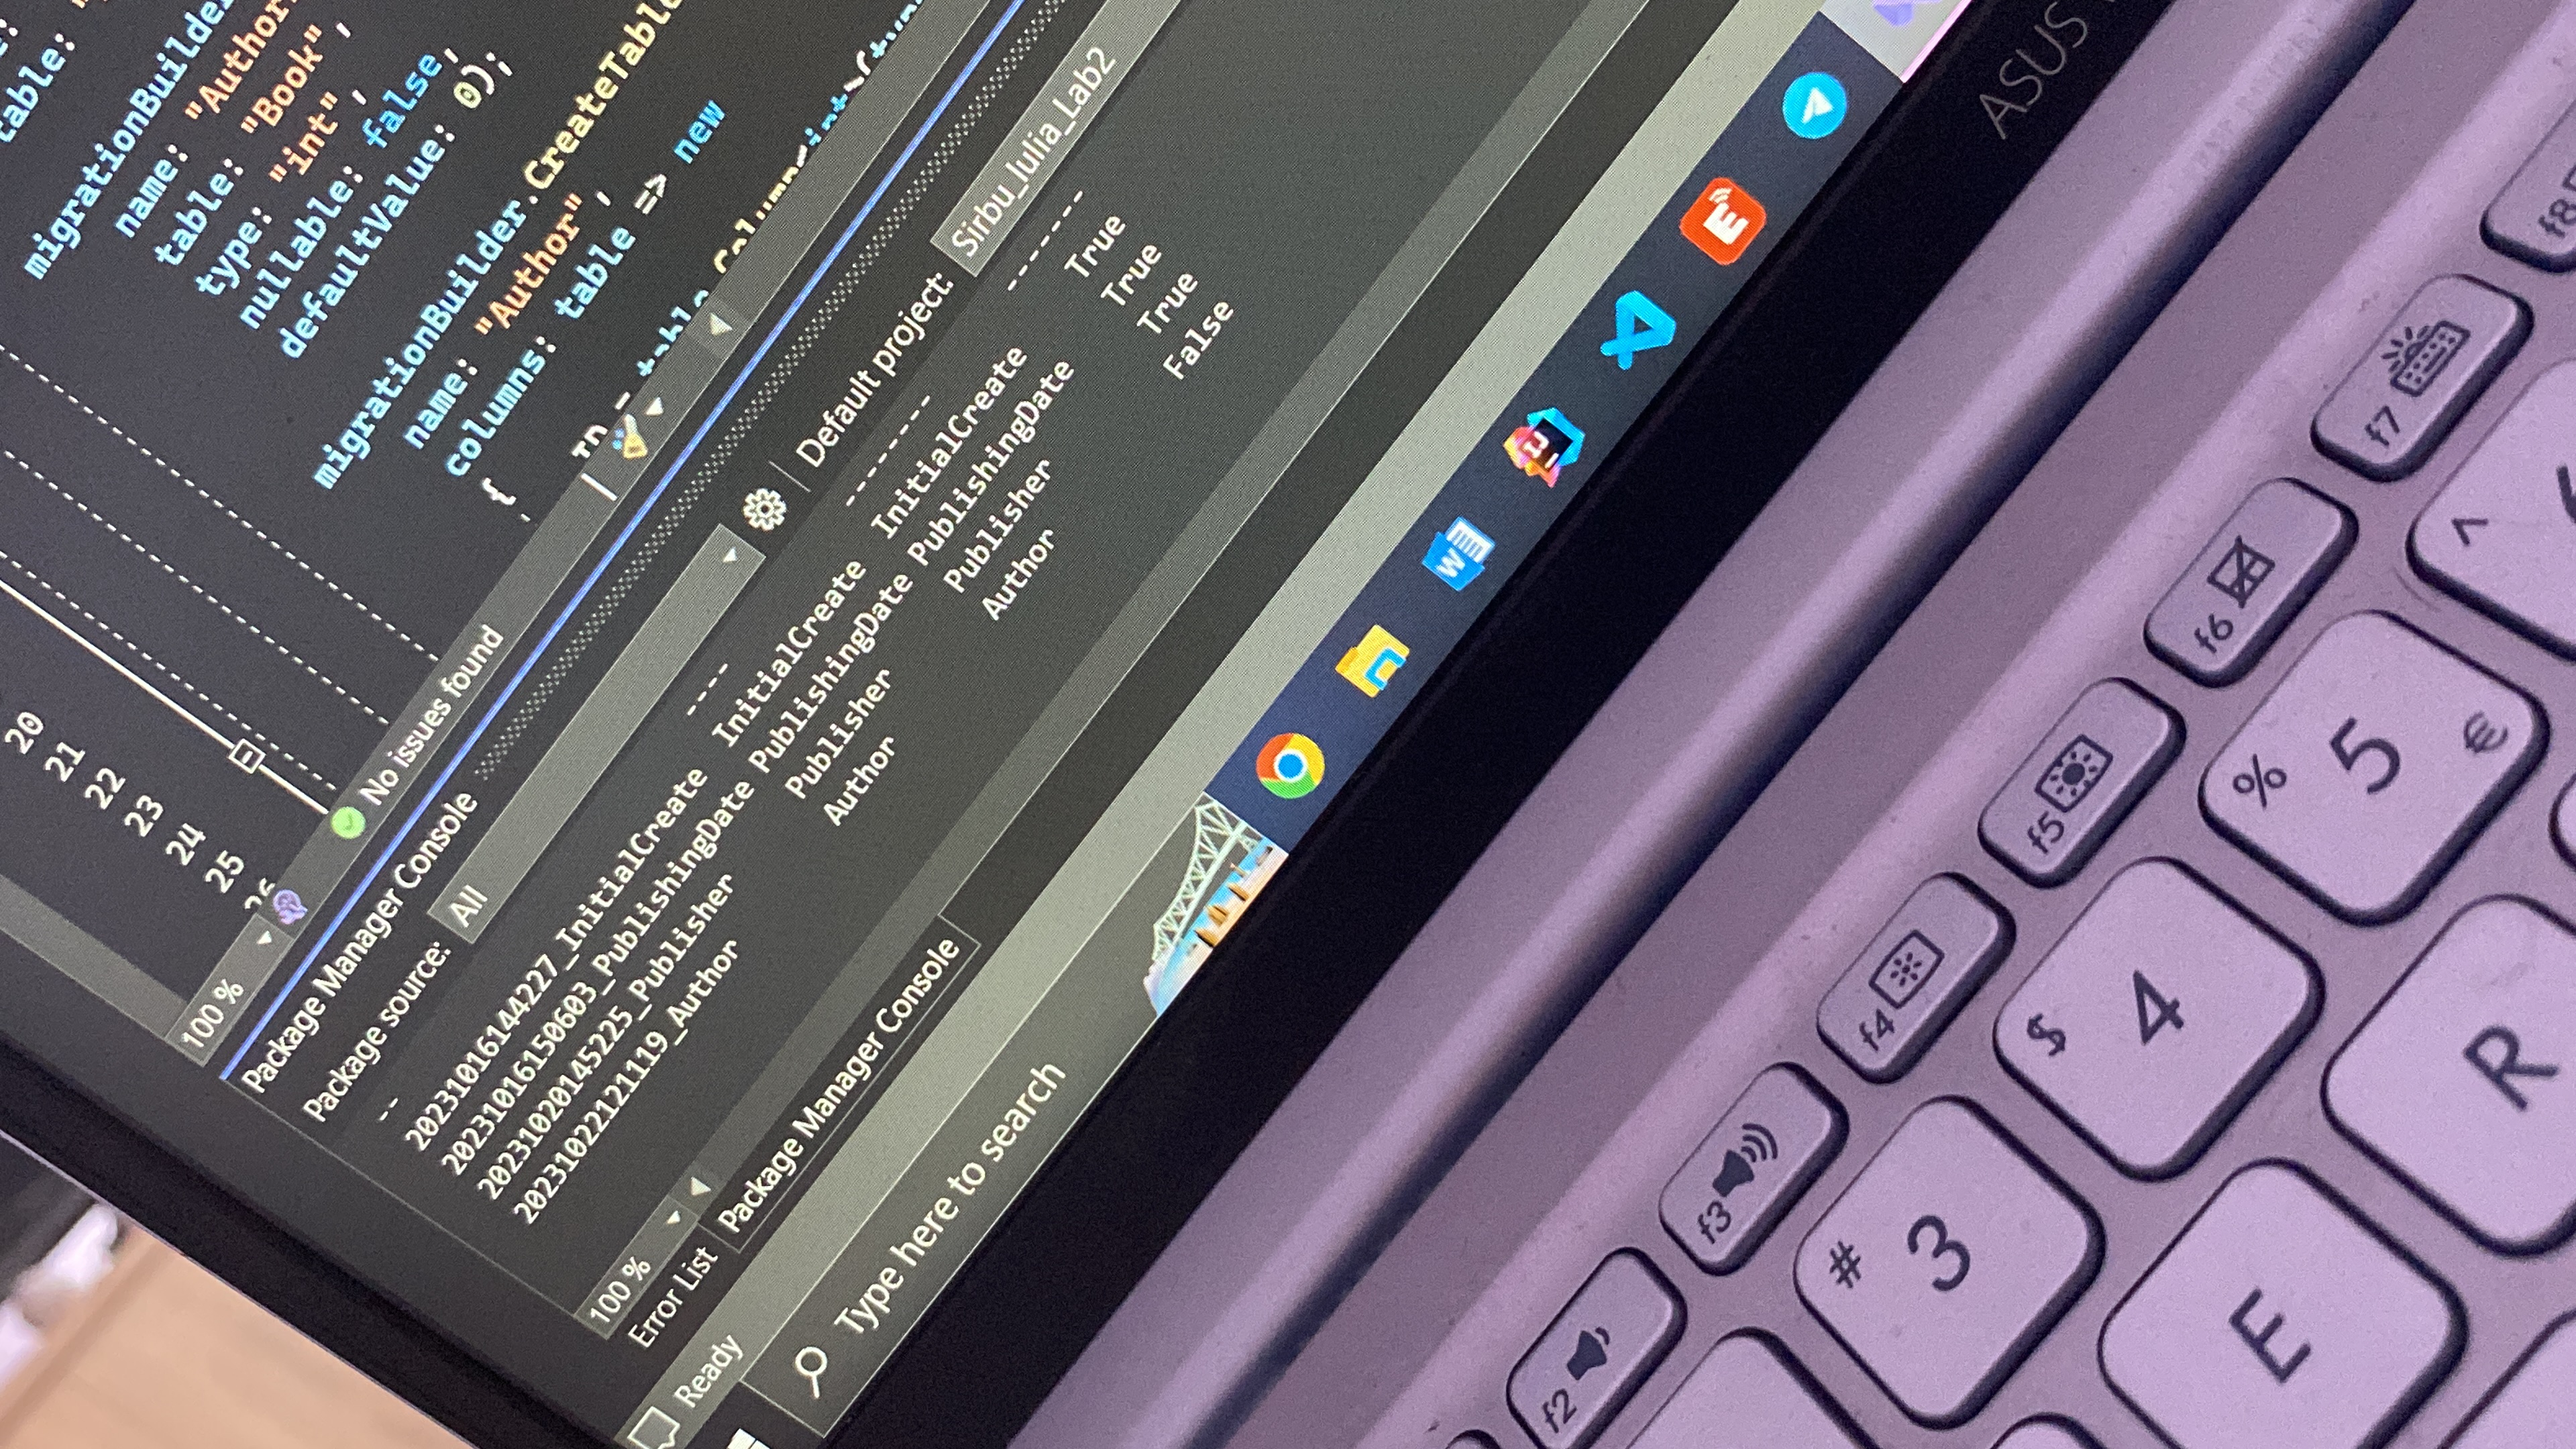 20
21
22
23
24
25
table:
migrationBuilder
name: "Author
table: "Book",
type: "int",
nullable: false,
defaultValue: 0);
migrationBuilder.CreateTable
name: "Author",
columns: table => new
{
100 %
No issues found
Package Manager Console
Package source: All
Default project: Sirbu_Iulia_Lab2
-- ---- -------- -------
20231016144227_InitialCreate InitialCreate InitialCreate True
20231016150603_PublishingDate PublishingDate PublishingDate True
20231020145225_Publisher Publisher Publisher True
20231022121119_Author Author Author False
100 %
Error List Package Manager Console
Ready
Type here to search
W
IJ
E
ASUS
f2
f3
f4
f5
f6
f7
f8
# 3
$ 4
% 5 €
^
E
R